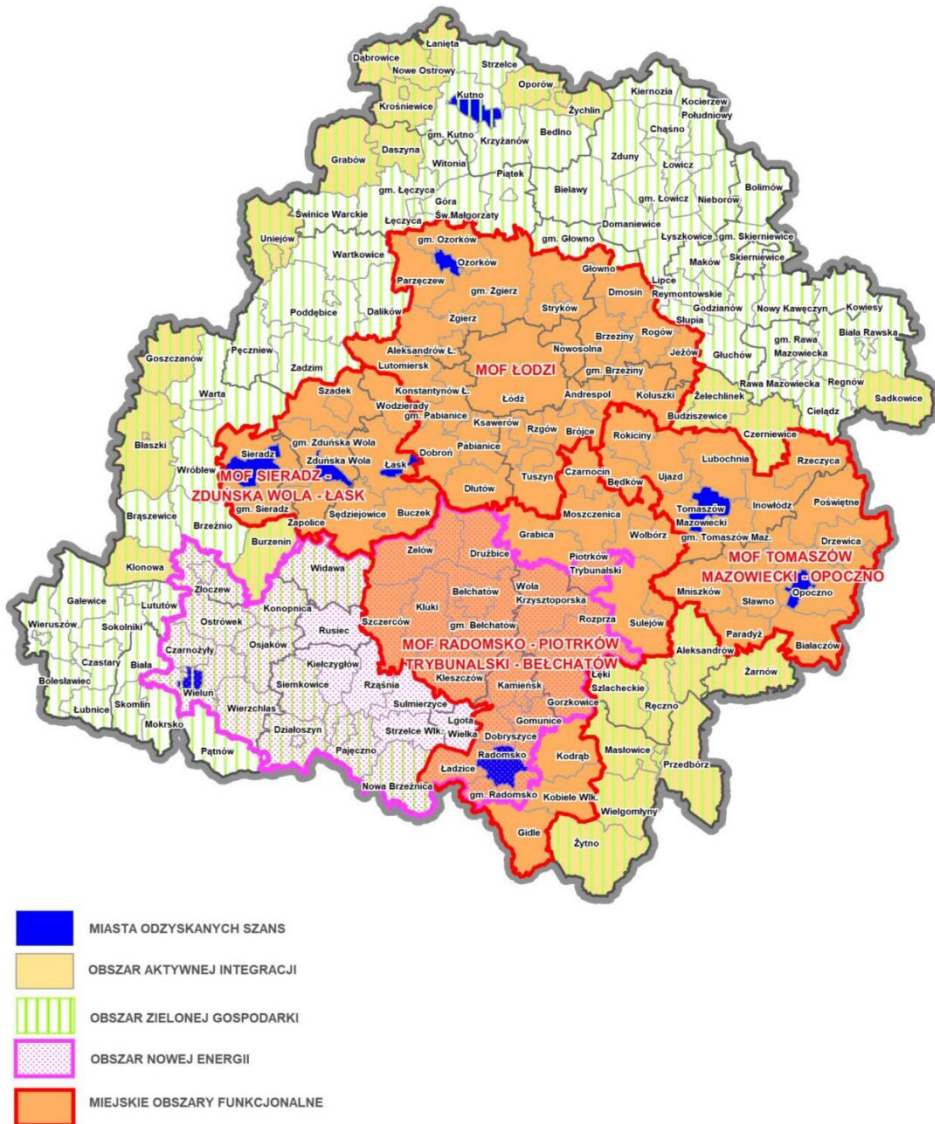 Łanięta
Dąbrowice
Strzelce
Nowe Ostrowy
Oporów
Kutno
Kiernozia
Kocierzew
Południowy
Krośniewice
Żychlin
Chąśno
Bedlno
gm. Kutno
Krzyżanów
Daszyna
Zduny
Łowicz
Grabów
Witonia
Piątek
gm. Łęczyca
Bielawy
gm. Łowicz
Nieborów
Bolimów
Góra
Św.Małgorzaty
Świnice Warckie
Łęczyca
Domaniewice
Łyszkowice
gm. Skierniewice
Uniejów
gm. Ozorków
gm. Głowno
Maków
Skierniewice
Wartkowice
Ozorków
Głowno
Lipce
Reymontowskie
Parzęczew
gm. Zgierz
Dmosin
Godzianów
Nowy Kawęczyn
Kowiesy
Poddębice
Dalików
Zgierz
Stryków
Słupia
Rogów
Biała Rawska
gm. Rawa
Mazowiecka
Goszczanów
Pęczniew
Zadzim
Aleksandrów Ł.
Lutomiersk
Nowosolna
Brzeziny
gm. Brzeziny
Jeżów
Głuchów
Regnów
Rawa Mazowiecka
MOF ŁODZI
Warta
Szadek
Wodzierady
Konstantynów Ł.
Łódź
Andrespol
Koluszki
Żelechlinek
Cielądz
Sadkowice
gm. Pabianice
Ksawerów
Rzgów
Brójce
Budziszewice
Czerniewice
Błaszki
Wróblew
Sieradz
gm. Zduńska Wola
Zduńska Wola
Łask
Dobroń
Pabianice
Rokiciny
Lubochnia
Rzeczyca
MOF SIERADZ -
ZDUŃSKA WOLA - ŁASK
Tuszyn
Czarnocin
Będków
Ujazd
Dłutów
Inowłódz
Poświętne
Brąszewice
gm. Sieradz
Sędziejowice
Buczek
Moszczenica
Tomaszów
Mazowiecki
Brzeźnio
Zapolice
Grabica
Wolbórz
gm. Tomaszów Maz.
Drzewica
Burzenin
Zelów
Drużbice
Piotrków
Trybunalski
MOF TOMASZÓW
MAZOWIECKI - OPOCZNO
Klonowa
Widawa
Złoczew
Bełchatów
Wola
Krzysztoporska
Mniszków
Sławno
Opoczno
Galewice
Lututów
Konopnica
Kluki
Wieruszów
Sokolniki
Ostrówek
Rusiec
Szczerców
gm. Bełchatów
Rozprza
Sulejów
Osjaków
Paradyż
Białaczów
Czarnożyły
MOF RADOMSKO - PIOTRKÓW
TRYBUNALSKI - BEŁCHATÓW
Aleksandrów
Czastary
Biała
Kiełczygłów
Bolesławiec
Wieluń
Siemkowice
Rząśnia
Kleszczów
Kamieńsk
Łęki
Szlacheckie
Żarnów
Łubnice
Skomlin
Wierzchlas
Sulmierzyce
Gorzkowice
Ręczno
Mokrsko
Działoszyn
Strzelce Wlk.
Lgota
Wielka
Gomunice
Dobryszyce
Masłowice
Pątnów
Pajęczno
Radomsko
Kodrąb
Przedbórz
Ładzice
Nowa Brzeźnica
gm. Radomsko
Kobiele Wlk.
Wielgomłyny
Gidle
Żytno
MIASTA ODZYSKANYCH SZANS
OBSZAR AKTYWNEJ INTEGRACJI
OBSZAR ZIELONEJ GOSPODARKI
OBSZAR NOWEJ ENERGII
MIEJSKIE OBSZARY FUNKCJONALNE